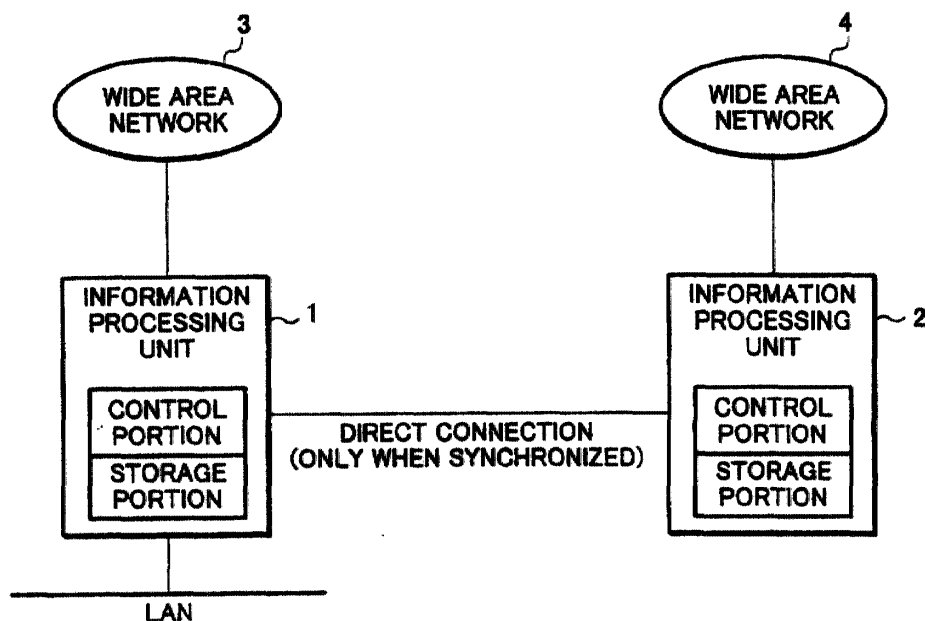 3
WIDE AREA
NETWORK
4
WIDE AREA
NETWORK
INFORMATION
PROCESSING
UNIT
1
CONTROL
PORTION
STORAGE
PORTION
DIRECT CONNECTION
(ONLY WHEN SYNCHRONIZED)
INFORMATION
PROCESSING
UNIT
2
CONTROL
PORTION
STORAGE
PORTION
LAN